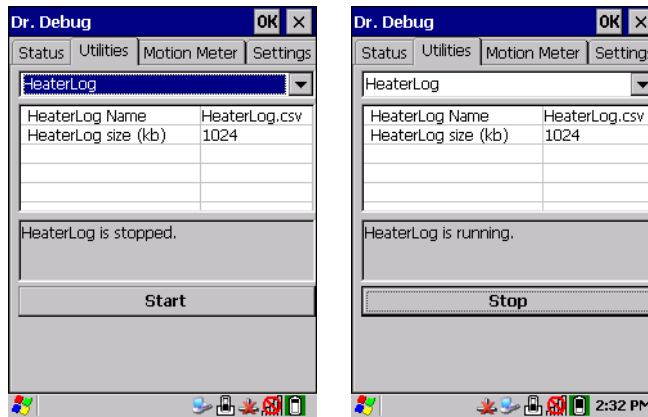 Dr. Debug OK
Status Utilities Motion Meter Settings
HeaterLog
HeaterLog Name HeaterLog.csv
HeaterLog size (kb) 1024
HeaterLog is stopped.
Start
Dr. Debug OK
Status Utilities Motion Meter Setting
HeaterLog
HeaterLog Name HeaterLog.csv
HeaterLog size (kb) 1024
HeaterLog is running.
Stop
2:32 PM